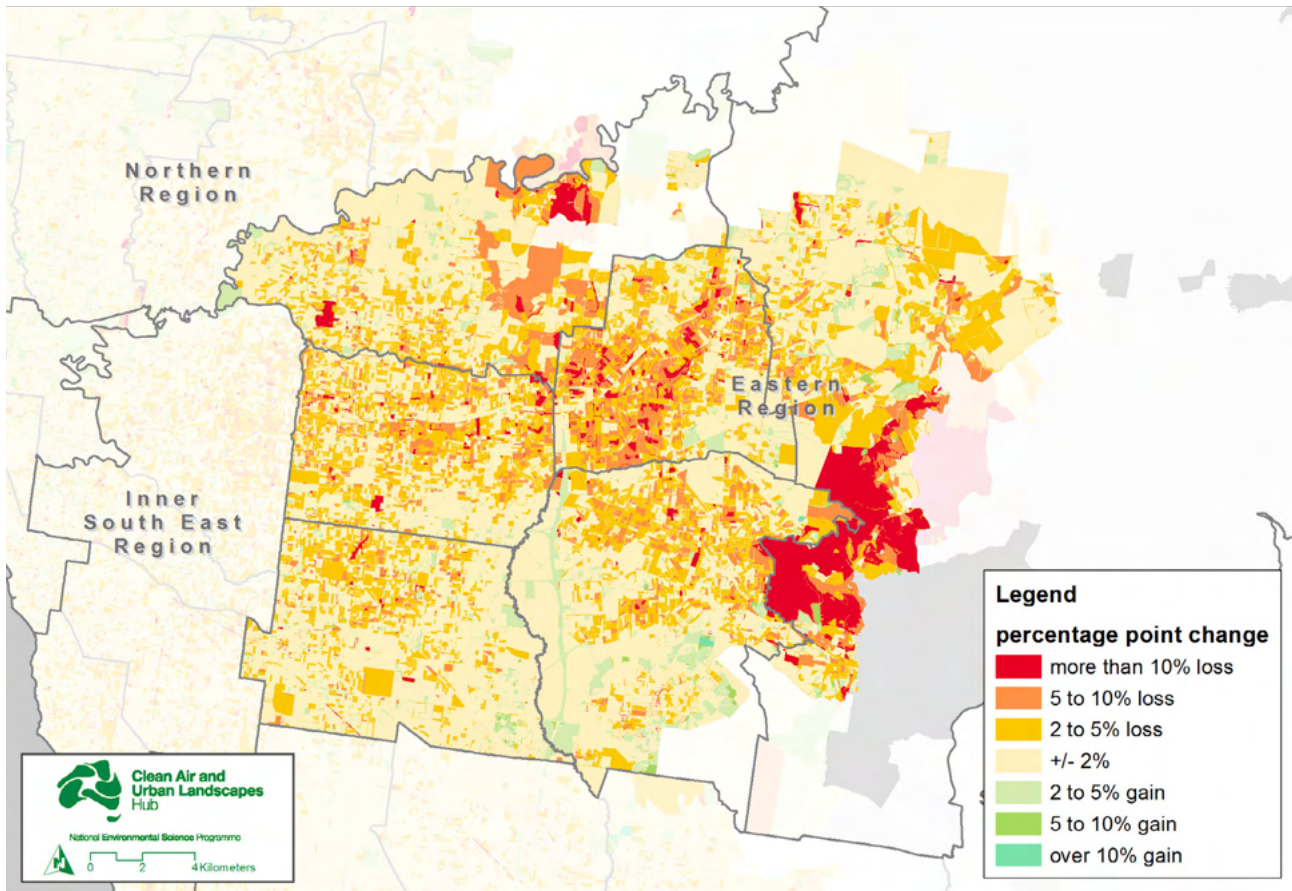 Northern
Region
Eastern
Region
Inner
South East
Region
Legend
percentage point change
more than 10% loss
5 to 10% loss
2 to 5% loss
+/- 2%
2 to 5% gain
5 to 10% gain
over 10% gain
Clean Air and
Urban Landscapes
Hub
National Environmental Science Programme
0 2 4 Kilometers